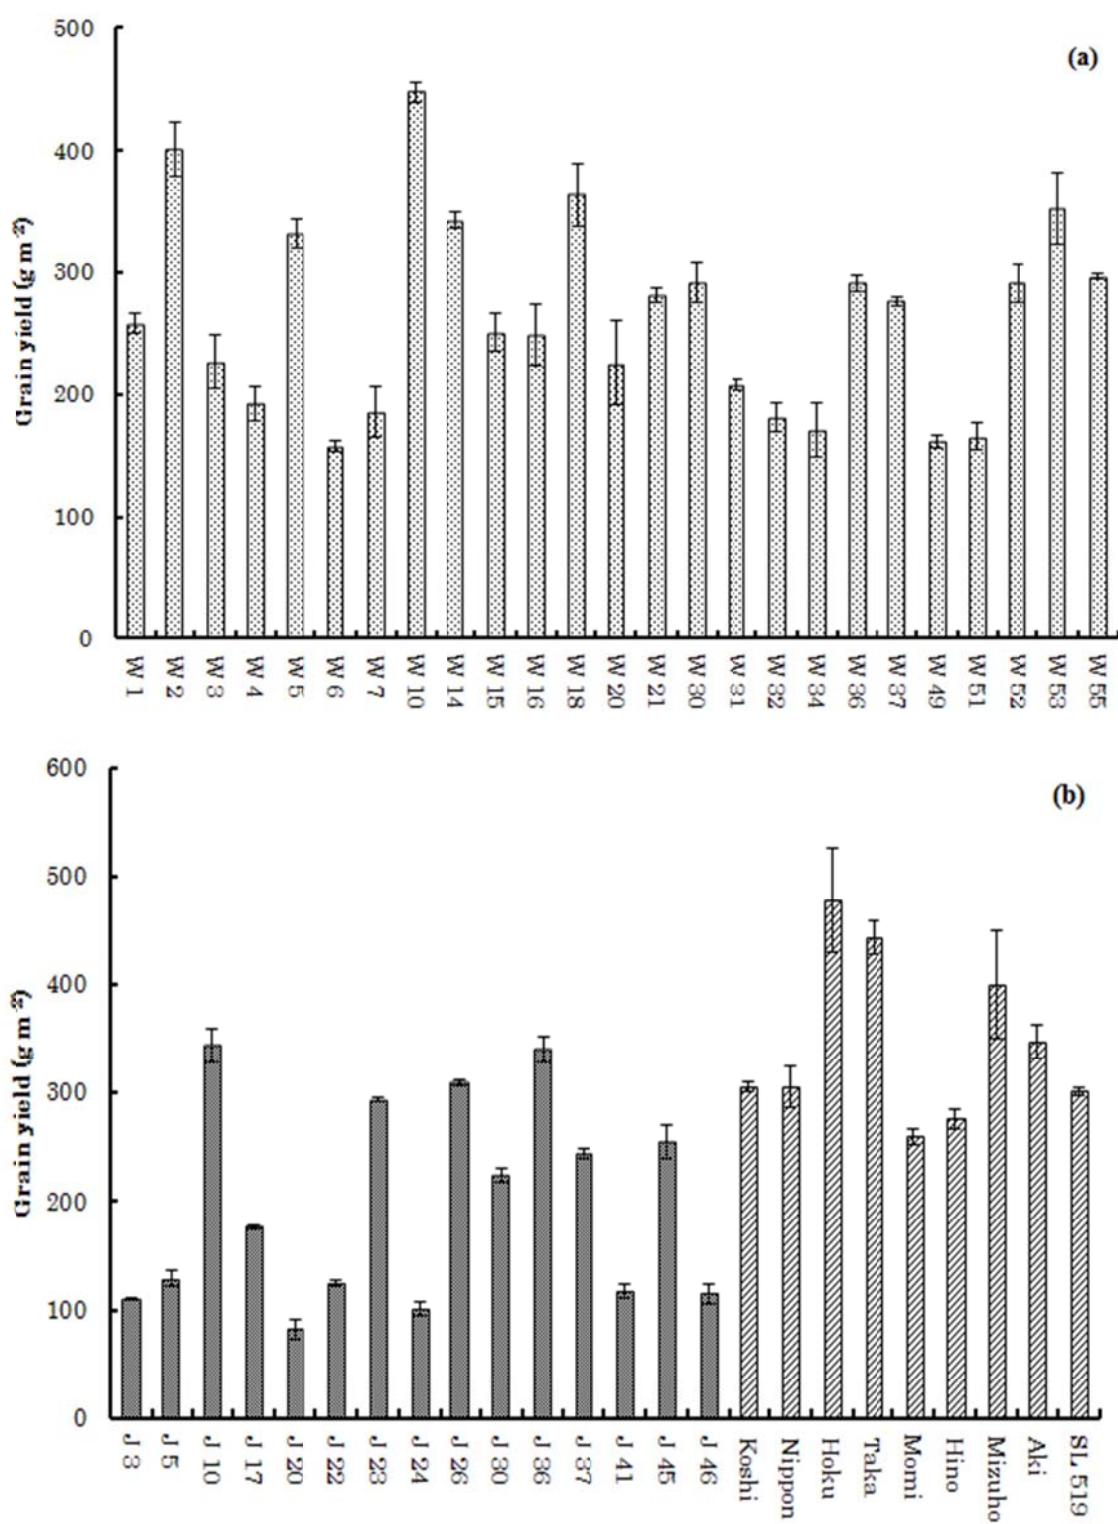 (a)
500
400
300
200
100
0
Grain yield (g m⁻²)
W 1
W 2
W 3
W 4
W 5
W 6
W 7
W 10
W 14
W 15
W 16
W 18
W 20
W 21
W 30
W 31
W 32
W 34
W 36
W 37
W 49
W 51
W 52
W 53
W 55
(b)
600
500
400
300
200
100
0
Grain yield (g m⁻²)
J 3
J 5
J 10
J 17
J 20
J 22
J 23
J 24
J 26
J 30
J 36
J 37
J 41
J 45
J 46
Koshi
Nippon
Hoku
Taka
Momi
Hino
Mizuho
Aki
SL 519